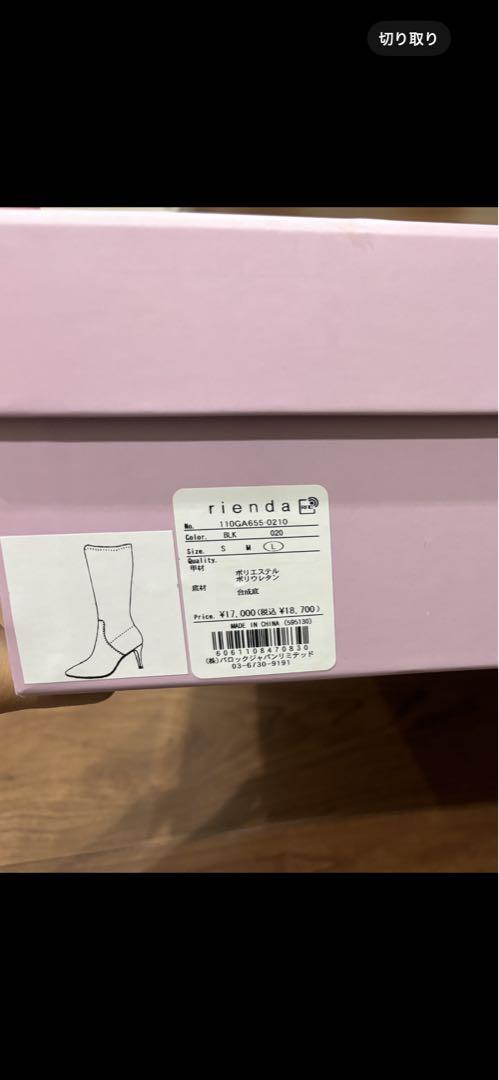 切り取り
rienda
No. 110GA655-0210
Color. BLK 020
Size. S M L
Quality.
甲材 ポリエステル
ポリウレタン
底材 合成底
Price. ¥17,000(税込 ¥18,700)
MADE IN CHINA (595130)
6061108470830
(株)バロックジャパンリミテッド
03-6730-9191